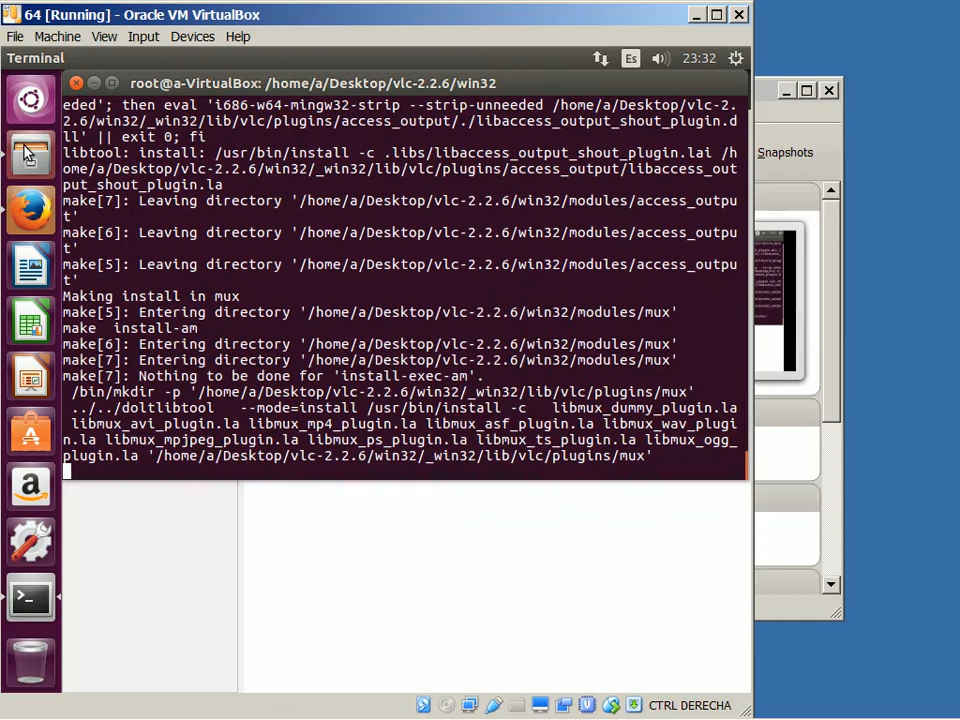 64 [Running] - Oracle VM VirtualBox
File Machine View Input Devices Help
Terminal
Es
23:32
root@a-VirtualBox: /home/a/Desktop/vlc-2.2.6/win32
eded'; then eval 'i686-w64-mingw32-strip --strip-unneeded /home/a/Desktop/vlc-2.
2.6/win32/_win32/lib/vlc/plugins/access_output/./libaccess_output_shout_plugin.d
ll' || exit 0; fi
libtool: install: /usr/bin/install -c .libs/libaccess_output_shout_plugin.lai /h
ome/a/Desktop/vlc-2.2.6/win32/_win32/lib/vlc/plugins/access_output/libaccess_out
put_shout_plugin.la
make[7]: Leaving directory '/home/a/Desktop/vlc-2.2.6/win32/modules/access_outpu
t'
make[6]: Leaving directory '/home/a/Desktop/vlc-2.2.6/win32/modules/access_outpu
t'
make[5]: Leaving directory '/home/a/Desktop/vlc-2.2.6/win32/modules/access_outpu
t'
Making install in mux
make[5]: Entering directory '/home/a/Desktop/vlc-2.2.6/win32/modules/mux'
make  install-am
make[6]: Entering directory '/home/a/Desktop/vlc-2.2.6/win32/modules/mux'
make[7]: Entering directory '/home/a/Desktop/vlc-2.2.6/win32/modules/mux'
make[7]: Nothing to be done for 'install-exec-am'.
 /bin/mkdir -p '/home/a/Desktop/vlc-2.2.6/win32/_win32/lib/vlc/plugins/mux'
 ../../doltlibtool   --mode=install /usr/bin/install -c   libmux_dummy_plugin.la
 libmux_avi_plugin.la libmux_mp4_plugin.la libmux_asf_plugin.la libmux_wav_plugi
n.la libmux_mpjpeg_plugin.la libmux_ps_plugin.la libmux_ts_plugin.la libmux_ogg_
plugin.la '/home/a/Desktop/vlc-2.2.6/win32/_win32/lib/vlc/plugins/mux'
Snapshots
CTRL DERECHA